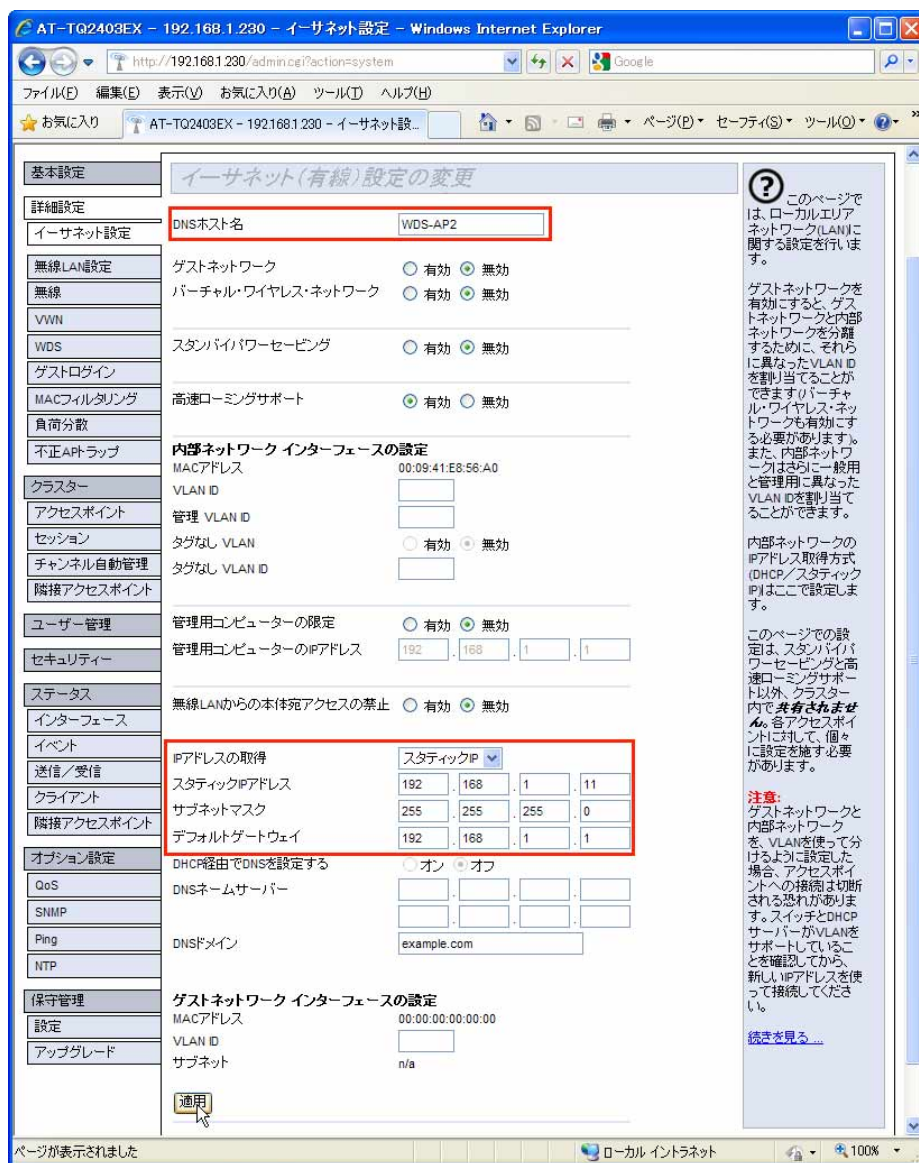 AT-TQ2403EX - 192.168.1.230 - イーサネット設定 - Windows Internet Explorer
http://192.168.1.230/admin.cgi?action=system
Google
ファイル(F) 編集(E) 表示(V) お気に入り(A) ツール(T) ヘルプ(H)
お気に入り
AT-TQ2403EX - 192.168.1.230 - イーサネット設...
ページ(P) セーフティ(S) ツール(O)
基本設定
詳細設定
イーサネット設定
無線LAN設定
無線
VWN
WDS
ゲストログイン
MACフィルタリング
負荷分散
不正APトラップ
クラスター
アクセスポイント
セッション
チャンネル自動管理
隣接アクセスポイント
ユーザー管理
セキュリティー
ステータス
インターフェース
イベント
送信／受信
クライアント
隣接アクセスポイント
オプション設定
QoS
SNMP
Ping
NTP
保守管理
設定
アップグレード
イーサネット(有線)設定の変更
DNSホスト名 WDS-AP2
ゲストネットワーク 有効 無効
バーチャル・ワイヤレス・ネットワーク 有効 無効
スタンバイパワーセービング 有効 無効
高速ローミングサポート 有効 無効
内部ネットワーク インターフェースの設定
MACアドレス 00:09:41:E8:56:A0
VLAN ID
管理 VLAN ID
タグなし VLAN 有効 無効
タグなし VLAN ID
管理用コンピューターの限定 有効 無効
管理用コンピューターのIPアドレス 192 . 168 . 1 . 1
無線LANからの本体宛アクセスの禁止 有効 無効
IPアドレスの取得 スタティックIP
スタティックIPアドレス 192 . 168 . 1 . 11
サブネットマスク 255 . 255 . 255 . 0
デフォルトゲートウェイ 192 . 168 . 1 . 1
DHCP経由でDNSを設定する オン オフ
DNSネームサーバー . . .
. . .
DNSドメイン example.com
ゲストネットワーク インターフェースの設定
MACアドレス 00:00:00:00:00:00
VLAN ID
サブネット n/a
適用
このページで
は、ローカルエリア
ネットワーク(LAN)に
関する設定を行いま
す。
ゲストネットワークを
有効にすると、ゲス
トネットワークと内部
ネットワークを分離
するために、それら
に異なったVLAN ID
を割り当てることが
できます(バーチャ
ル・ワイヤレス・ネッ
トワークも有効にす
る必要があります)。
また、内部ネットワ
ークはさらに一般用
と管理用に異なった
VLAN IDを割り当て
ることができます。
内部ネットワークの
IPアドレス取得方式
(DHCP／スタティック
IP)はここで設定しま
す。
このページでの設
定は、スタンバイパ
ワーセービングと高
速ローミングサポー
ト以外、クラスター
内で共有されませ
ん。各アクセスポイ
ントに対して、個々
に設定を施す必要
があります。
注意:
ゲストネットワークと
内部ネットワーク
を、VLANを使って分
けるように設定した
場合、アクセスポイ
ントへの接続は切断
される恐れがありま
す。スイッチとDHCP
サーバーがVLANを
サポートしているこ
とを確認してから、
新しいIPアドレスを使
って接続してくださ
い。
続きを見る ...
ページが表示されました
ローカル イントラネット
100%